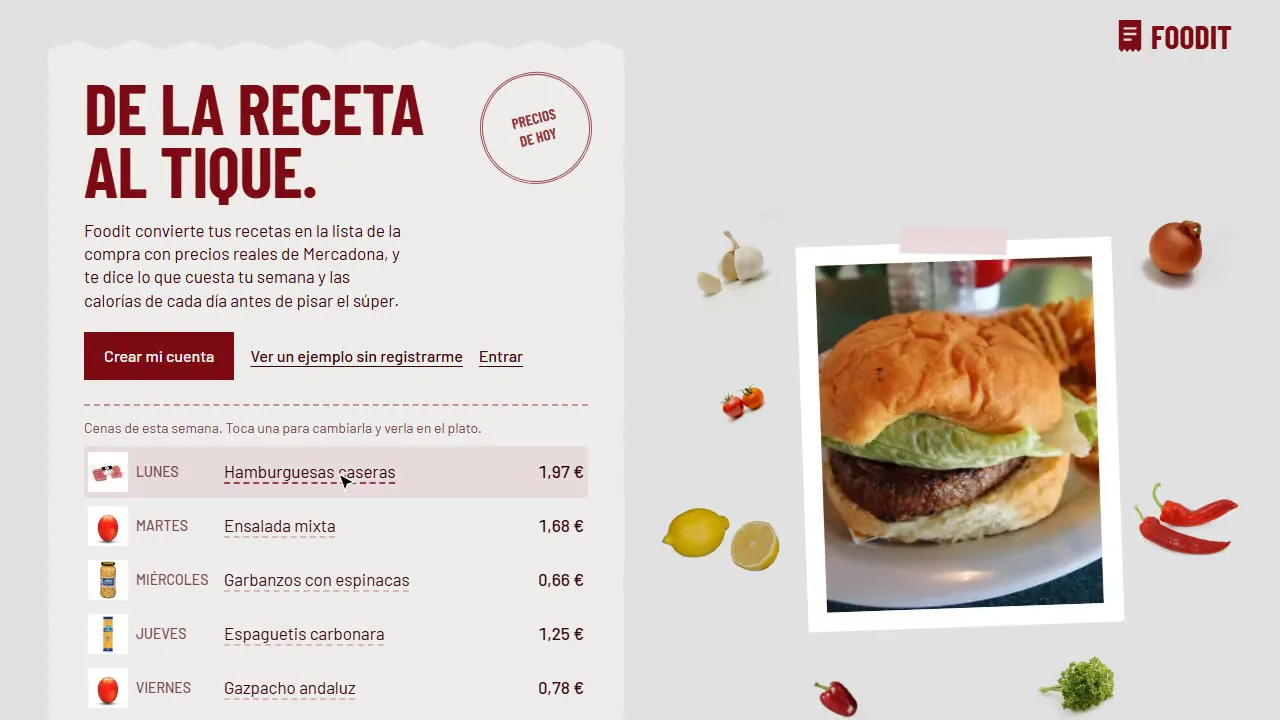 FOODIT
DE LA RECETA
AL TIQUE.
PRECIOS
DE HOY
Foodit convierte tus recetas en la lista de la
compra con precios reales de Mercadona, y
te dice lo que cuesta tu semana y las
calorías de cada día antes de pisar el súper.
Crear mi cuenta
Ver un ejemplo sin registrarme
Entrar
Cenas de esta semana. Toca una para cambiarla y verla en el plato.
LUNES Hamburguesas caseras 1,97 €
MARTES Ensalada mixta 1,68 €
MIÉRCOLES Garbanzos con espinacas 0,66 €
JUEVES Espaguetis carbonara 1,25 €
VIERNES Gazpacho andaluz 0,78 €